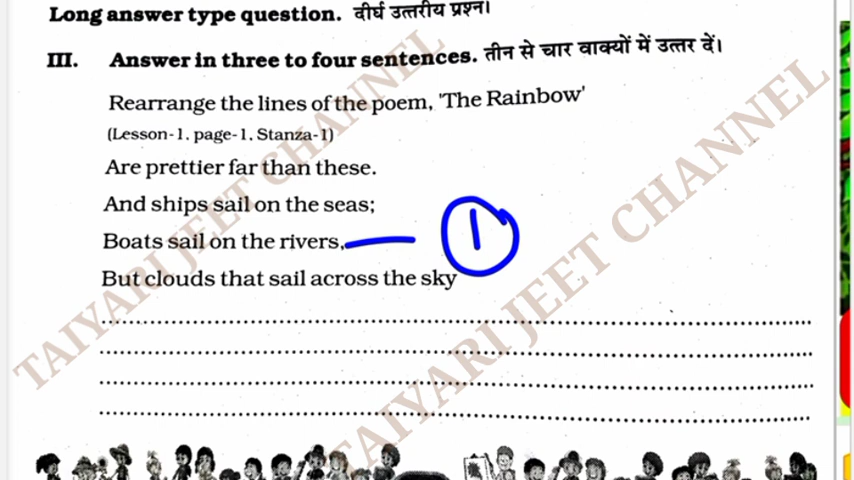 Long answer type question. दीर्घ उत्तरीय प्रश्न।
III. Answer in three to four sentences. तीन से चार वाक्यों में उत्तर दें।
Rearrange the lines of the poem, 'The Rainbow'
(Lesson-1, page-1, Stanza-1)
Are prettier far than these.
And ships sail on the seas;
Boats sail on the rivers, 1
But clouds that sail across the sky
TAIYARI JEET CHANNEL
TAIYARI JEET CHANNEL